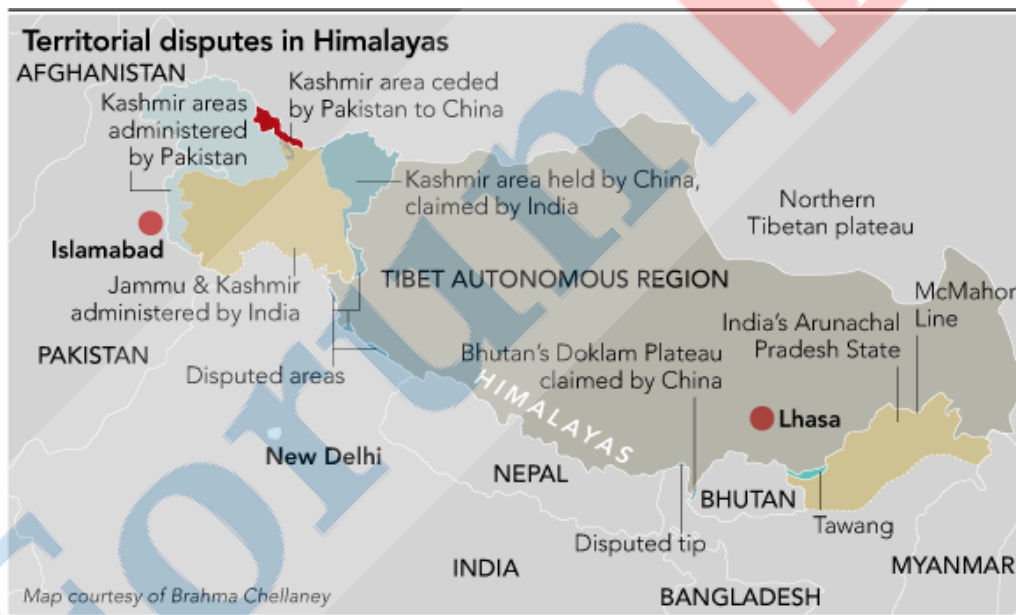 Territorial disputes in Himalayas
AFGHANISTAN
Kashmir areas
administered
by Pakistan
Kashmir area ceded
by Pakistan to China
Kashmir area held by China,
claimed by India
Northern
Tibetan plateau
Islamabad
TIBET AUTONOMOUS REGION
Jammu & Kashmir
administered by India
McMahon
Line
India's Arunachal
Pradesh State
PAKISTAN
Bhutan's Doklam Plateau
claimed by China
Disputed areas
HIMALAYAS
Lhasa
New Delhi
NEPAL
BHUTAN
Tawang
Disputed tip
INDIA
MYANMAR
BANGLADESH
Map courtesy of Brahma Chellaney
forum